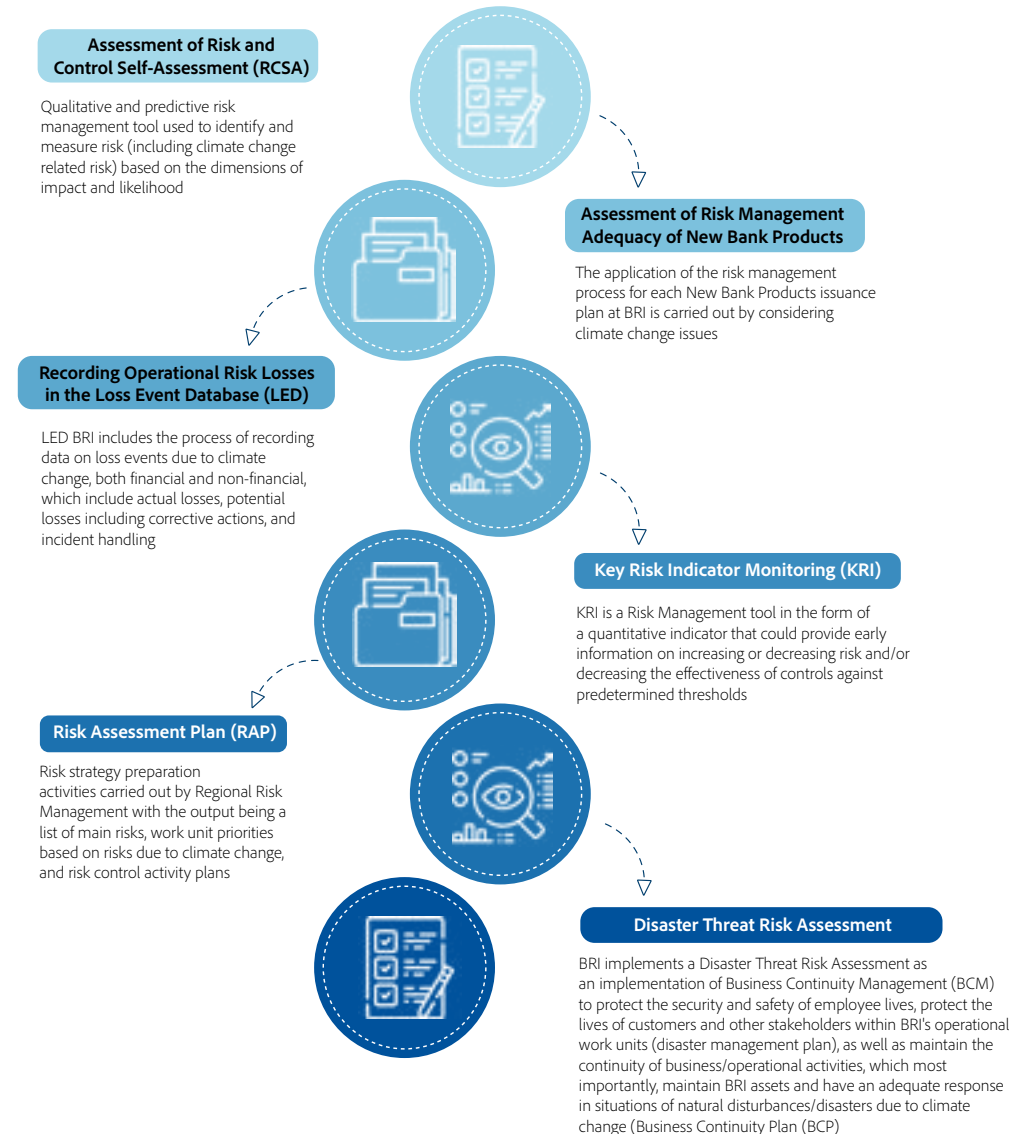 Assessment of Risk and
Control Self-Assessment (RCSA)
Qualitative and predictive risk
management tool used to identify and
measure risk (including climate change
related risk) based on the dimensions of
impact and likelihood
Assessment of Risk Management
Adequacy of New Bank Products
The application of the risk management
process for each New Bank Products issuance
plan at BRI is carried out by considering
climate change issues
Recording Operational Risk Losses
in the Loss Event Database (LED)
LED BRI includes the process of recording
data on loss events due to climate
change, both financial and non-financial,
which include actual losses, potential
losses including corrective actions, and
incident handling
Key Risk Indicator Monitoring (KRI)
KRI is a Risk Management tool in the form of
a quantitative indicator that could provide early
information on increasing or decreasing risk and/or
decreasing the effectiveness of controls against
predetermined thresholds
Risk Assessment Plan (RAP)
Risk strategy preparation
activities carried out by Regional Risk
Management with the output being a
list of main risks, work unit priorities
based on risks due to climate change,
and risk control activity plans
Disaster Threat Risk Assessment
BRI implements a Disaster Threat Risk Assessment as
an implementation of Business Continuity Management (BCM)
to protect the security and safety of employee lives, protect the
lives of customers and other stakeholders within BRI's operational
work units (disaster management plan), as well as maintain the
continuity of business/operational activities, which most
importantly, maintain BRI assets and have an adequate response
in situations of natural disturbances/disasters due to climate
change (Business Continuity Plan (BCP)